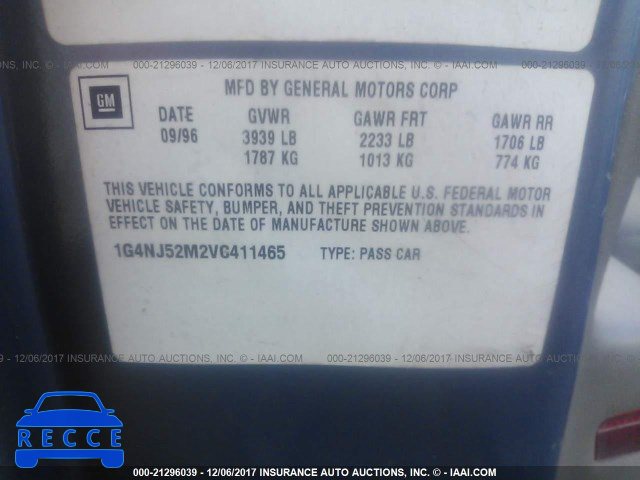 000-21296039 - 12/06/2017 INSURANCE AUTO AUCTIONS, INC. - © IAAI.COM
GM
MFD BY GENERAL MOTORS CORP
DATE GVWR GAWR FRT GAWR RR
09/96 3939 LB 2233 LB 1706 LB
1787 KG 1013 KG 774 KG
THIS VEHICLE CONFORMS TO ALL APPLICABLE U.S. FEDERAL MOTOR
VEHICLE SAFETY, BUMPER, AND THEFT PREVENTION STANDARDS IN
EFFECT ON THE DATE OF MANUFACTURE SHOWN ABOVE.
1G4NJ52M2VC411465 TYPE: PASS CAR
000-21296039 - 12/06/2017 INSURANCE AUTO AUCTIONS, INC. - © IAAI.COM
000-21296039 - 12/06/2017 INSURANCE AUTO AUCTIONS, INC.
RECCE
000-21296039 - 12/06/2017 INSURANCE AUTO AUCTIONS, INC. - © IAAI.COM